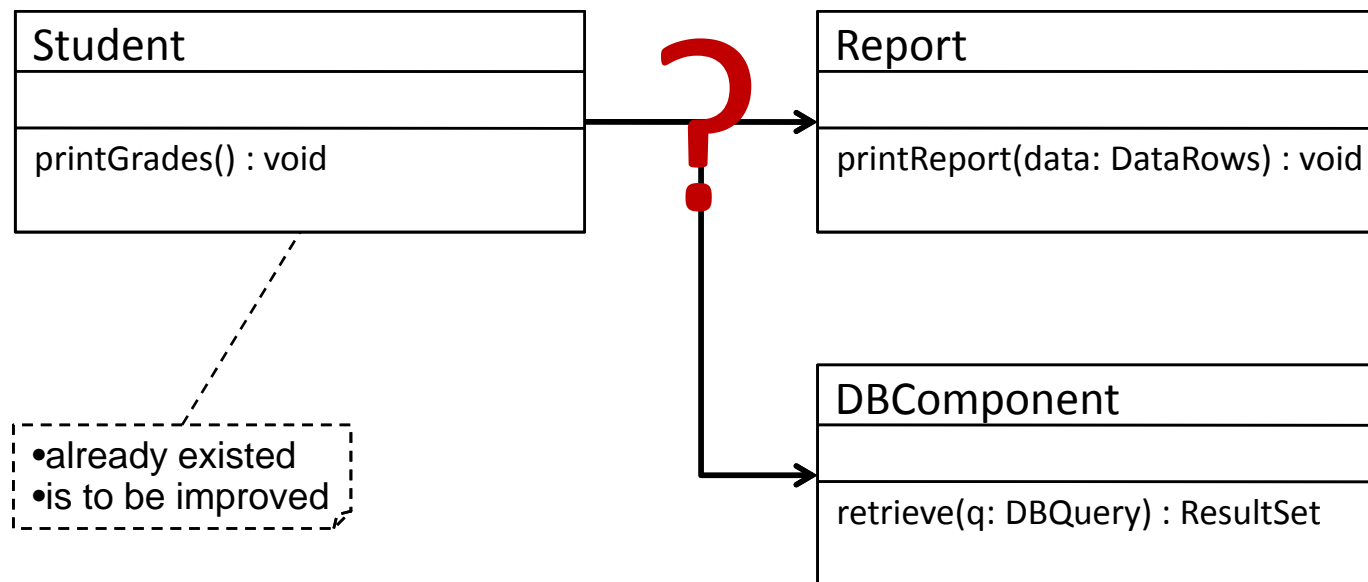 Student
printGrades() : void
?
Report
printReport(data: DataRows) : void
•already existed
•is to be improved
DBComponent
retrieve(q: DBQuery) : ResultSet